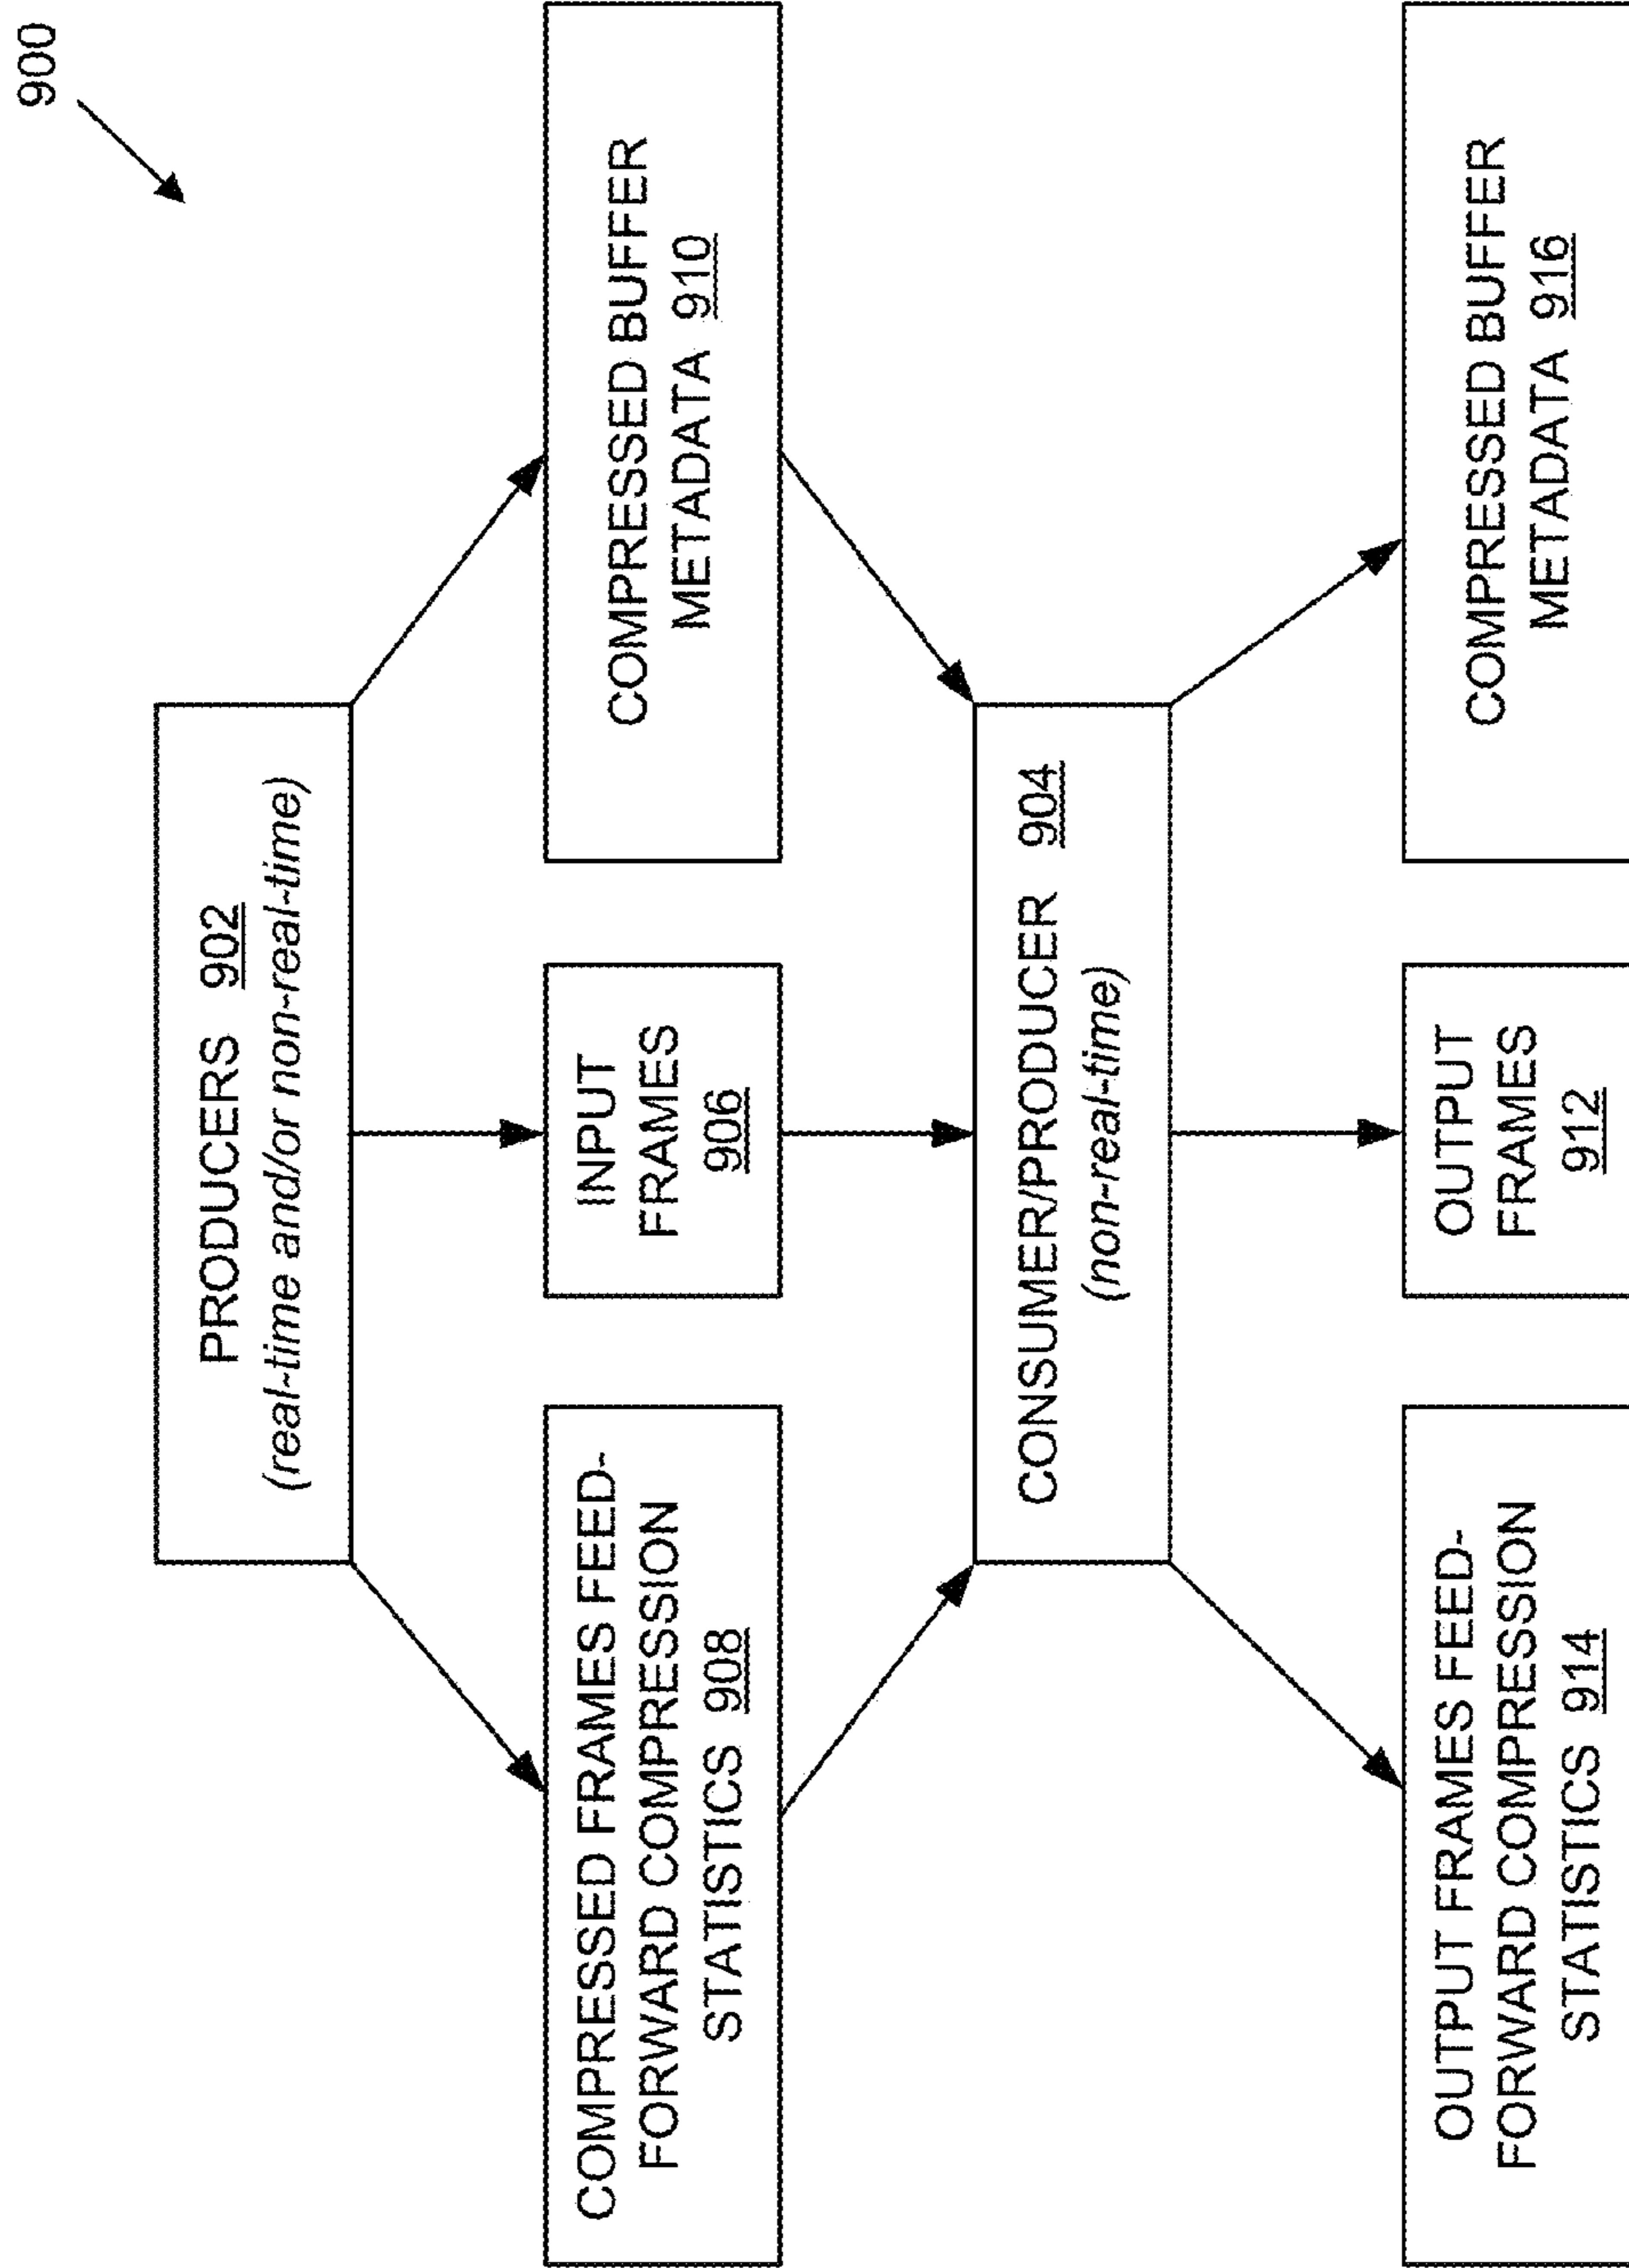 900
PRODUCERS 902
(real-time and/or non-real-time)
COMPRESSED FRAMES FEED-
FORWARD COMPRESSION
STATISTICS 908
INPUT
FRAMES
906
COMPRESSED BUFFER
METADATA 910
CONSUMER/PRODUCER 904
(non-real-time)
OUTPUT FRAMES FEED-
FORWARD COMPRESSION
STATISTICS 914
OUTPUT
FRAMES
912
COMPRESSED BUFFER
METADATA 916